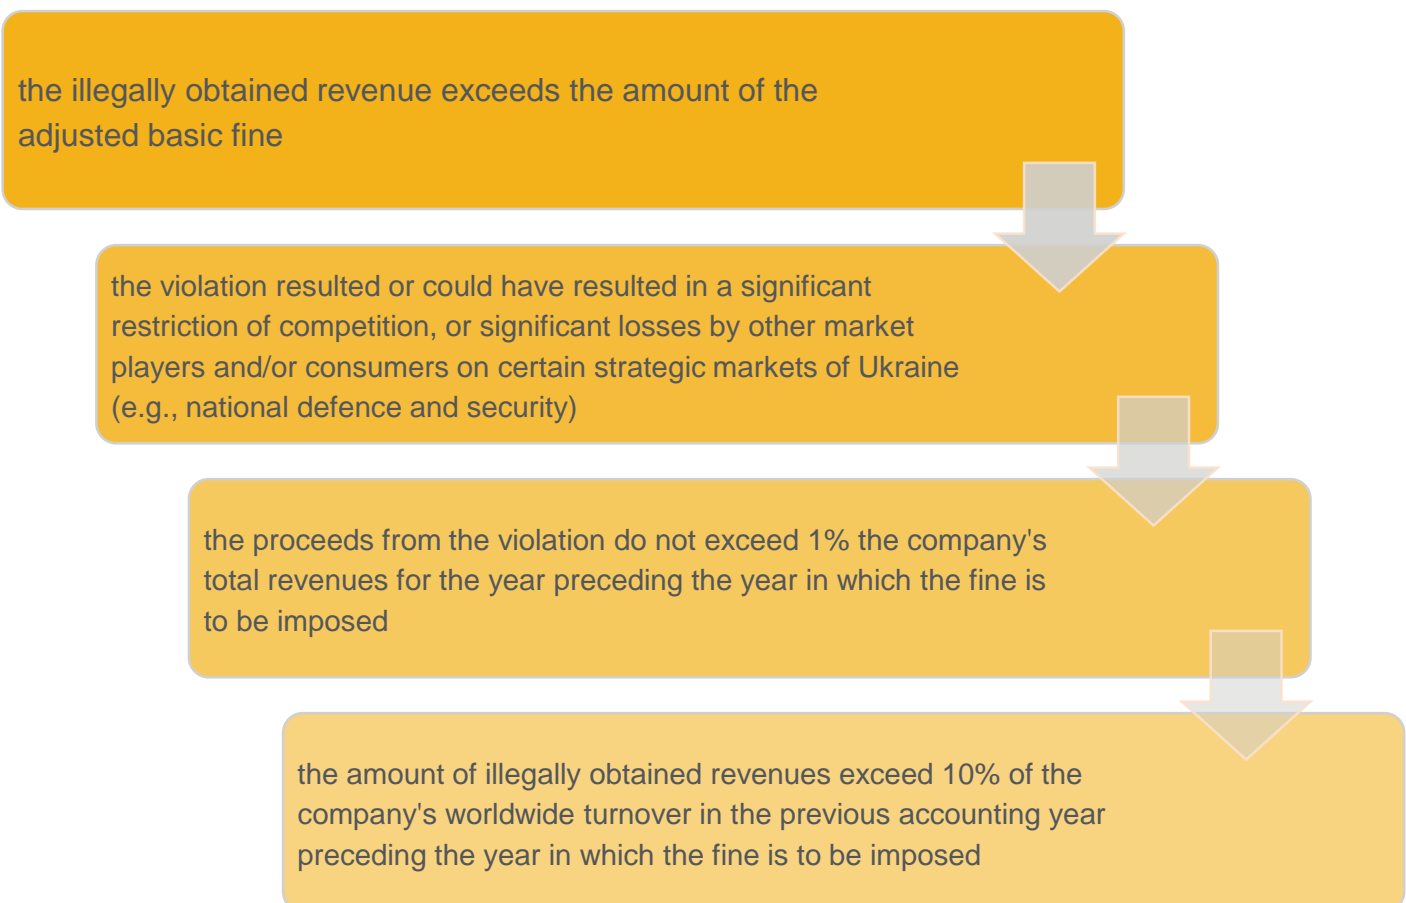 the illegally obtained revenue exceeds the amount of the
adjusted basic fine
the violation resulted or could have resulted in a significant
restriction of competition, or significant losses by other market
players and/or consumers on certain strategic markets of Ukraine
(e.g., national defence and security)
the proceeds from the violation do not exceed 1% the company's
total revenues for the year preceding the year in which the fine is
to be imposed
the amount of illegally obtained revenues exceed 10% of the
company's worldwide turnover in the previous accounting year
preceding the year in which the fine is to be imposed